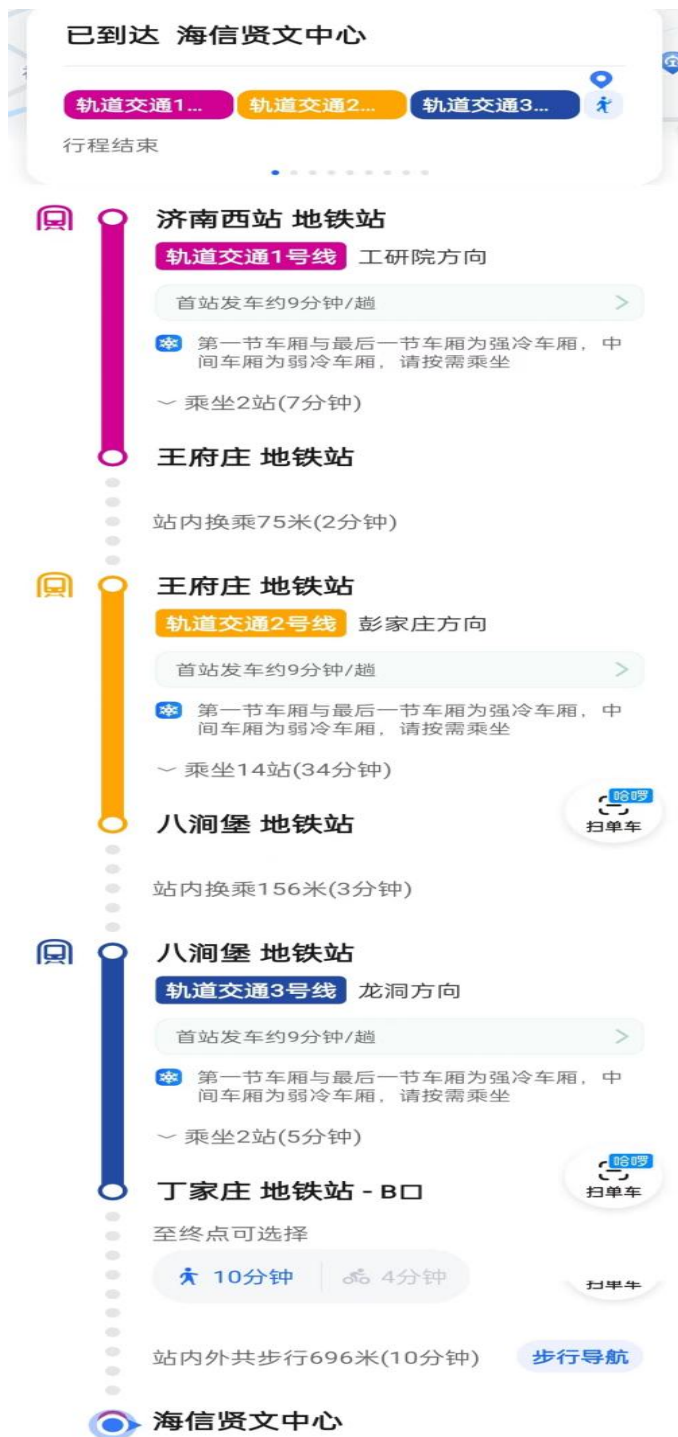 已到达 海信贤文中心
轨道交通1...
轨道交通2...
轨道交通3...
行程结束
济南西站 地铁站
轨道交通1号线 工研院方向
首站发车约9分钟/趟
第一节车厢与最后一节车厢为强冷车厢，中
间车厢为弱冷车厢，请按需乘坐
乘坐2站(7分钟)
王府庄 地铁站
站内换乘75米(2分钟)
王府庄 地铁站
轨道交通2号线 彭家庄方向
首站发车约9分钟/趟
第一节车厢与最后一节车厢为强冷车厢，中
间车厢为弱冷车厢，请按需乘坐
乘坐14站(34分钟)
八涧堡 地铁站
哈啰
扫单车
站内换乘156米(3分钟)
八涧堡 地铁站
轨道交通3号线 龙洞方向
首站发车约9分钟/趟
第一节车厢与最后一节车厢为强冷车厢，中
间车厢为弱冷车厢，请按需乘坐
乘坐2站(5分钟)
丁家庄 地铁站 - B口
哈啰
扫单车
至终点可选择
10分钟 4分钟
扫单车
站内外共步行696米(10分钟) 步行导航
海信贤文中心